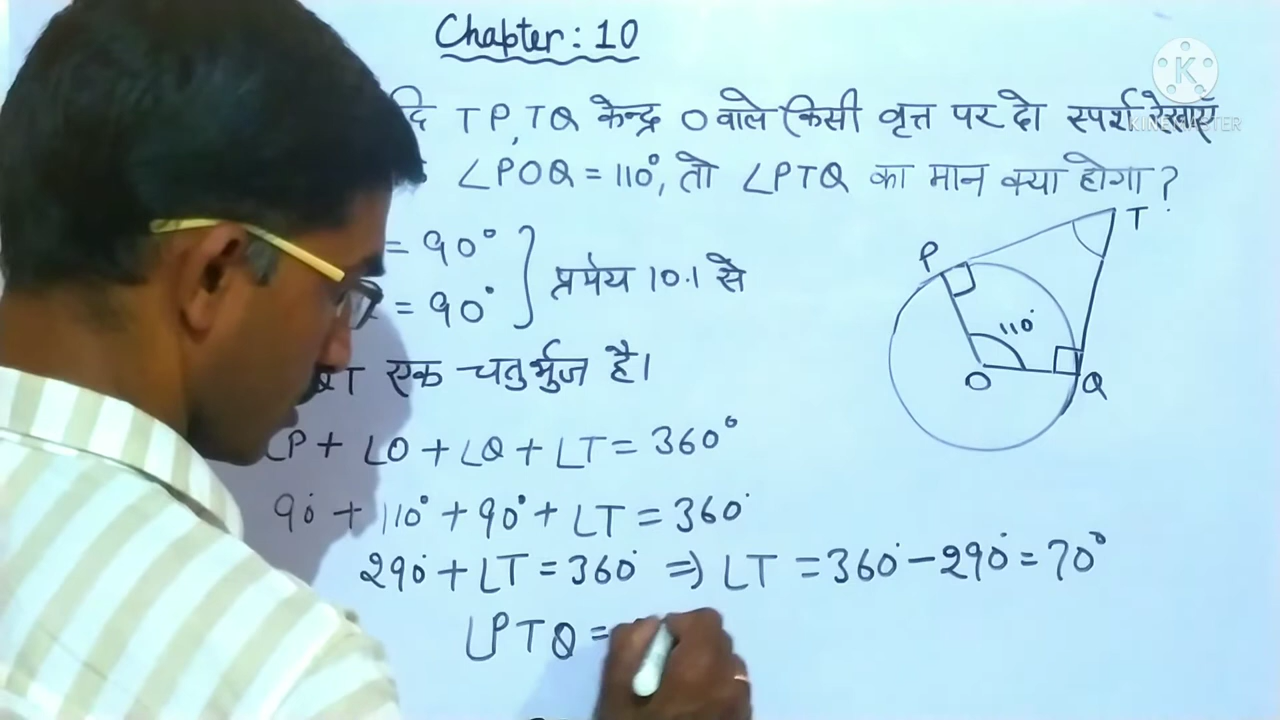 Chapter : 10
TP, TQ केन्द्र O वाले किसी वृत्त पर दो स्पर्श रेखाएँ
∠POQ = 110°, तो ∠PTQ का मान क्या होगा?
= 90°
= 90° } प्रमेय 10.1 से
QT एक चतुर्भुज है।
∠P + ∠O + ∠Q + ∠T = 360°
90° + 110° + 90° + ∠T = 360°
290° + ∠T = 360° ⇒ ∠T = 360° - 290° = 70°
∠PTQ =
T
P
110°
O
Q
K
KINEMASTER